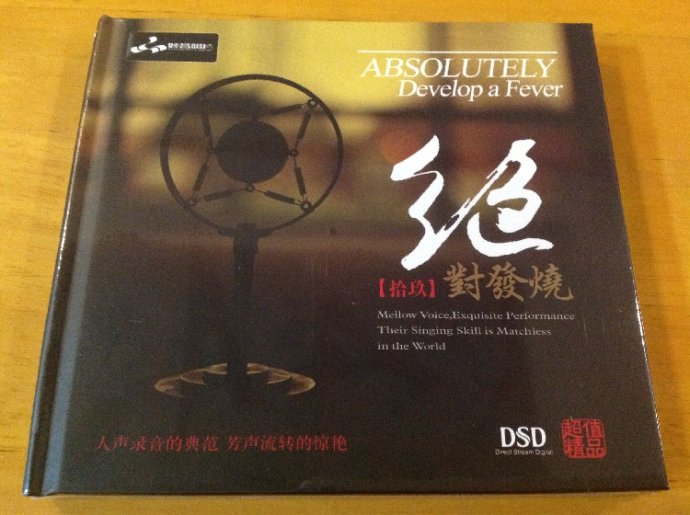 ABSOLUTELY
Develop a Fever
絕
【拾玖】對發燒
Mellow Voice,Exquisite Performance
Their Singing Skill is Matchless
in the World
人声录音的典范 芳声流转的惊艳
DSD
Direct Stream Digital
超值
精品